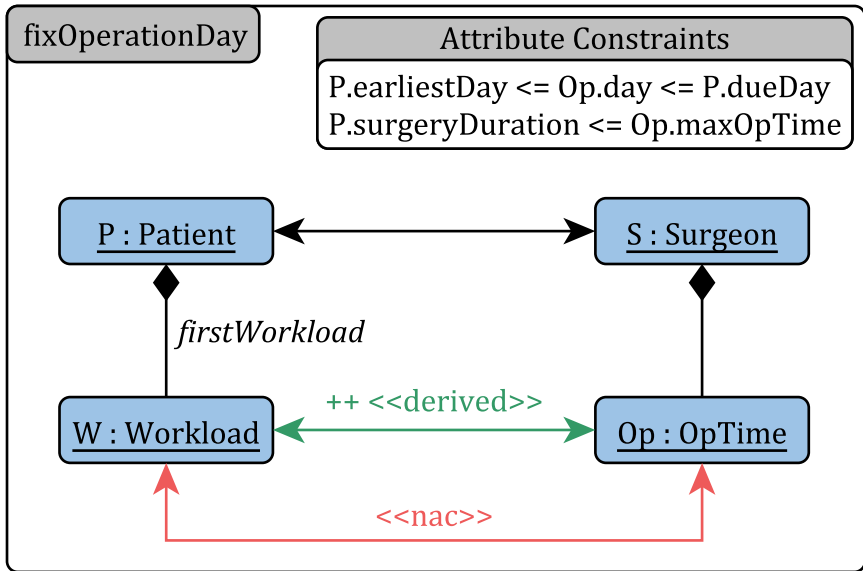 fixOperationDay
Attribute Constraints
P.earliestDay <= Op.day <= P.dueDay
P.surgeryDuration <= Op.maxOpTime
P : Patient
S : Surgeon
firstWorkload
++ <<derived>>
W : Workload
Op : OpTime
<<nac>>